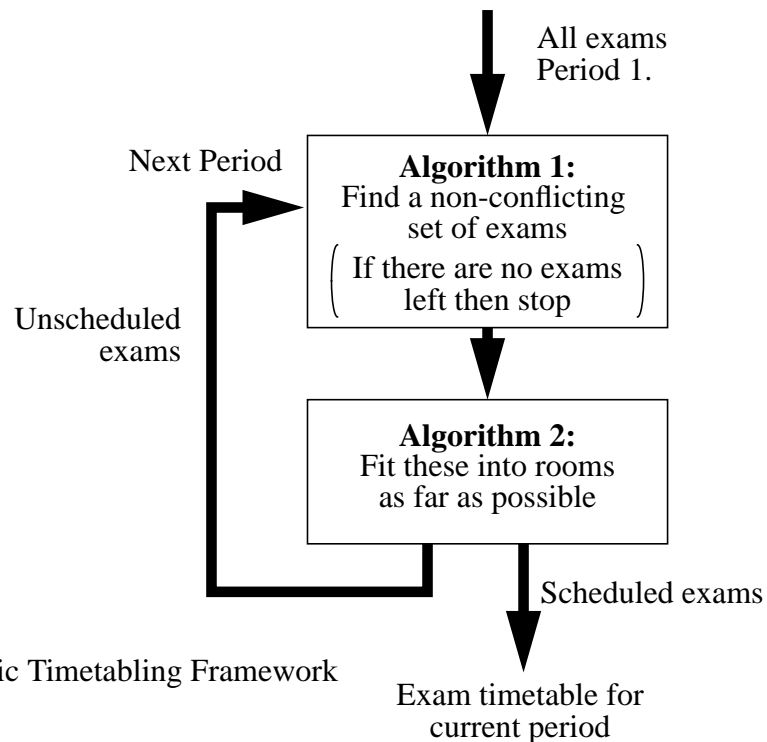 All exams
Period 1.
Next Period
Algorithm 1:
Find a non-conflicting
set of exams
If there are no exams
left then stop
Unscheduled
exams
Algorithm 2:
Fit these into rooms
as far as possible
Scheduled exams
ic Timetabling Framework
Exam timetable for
current period